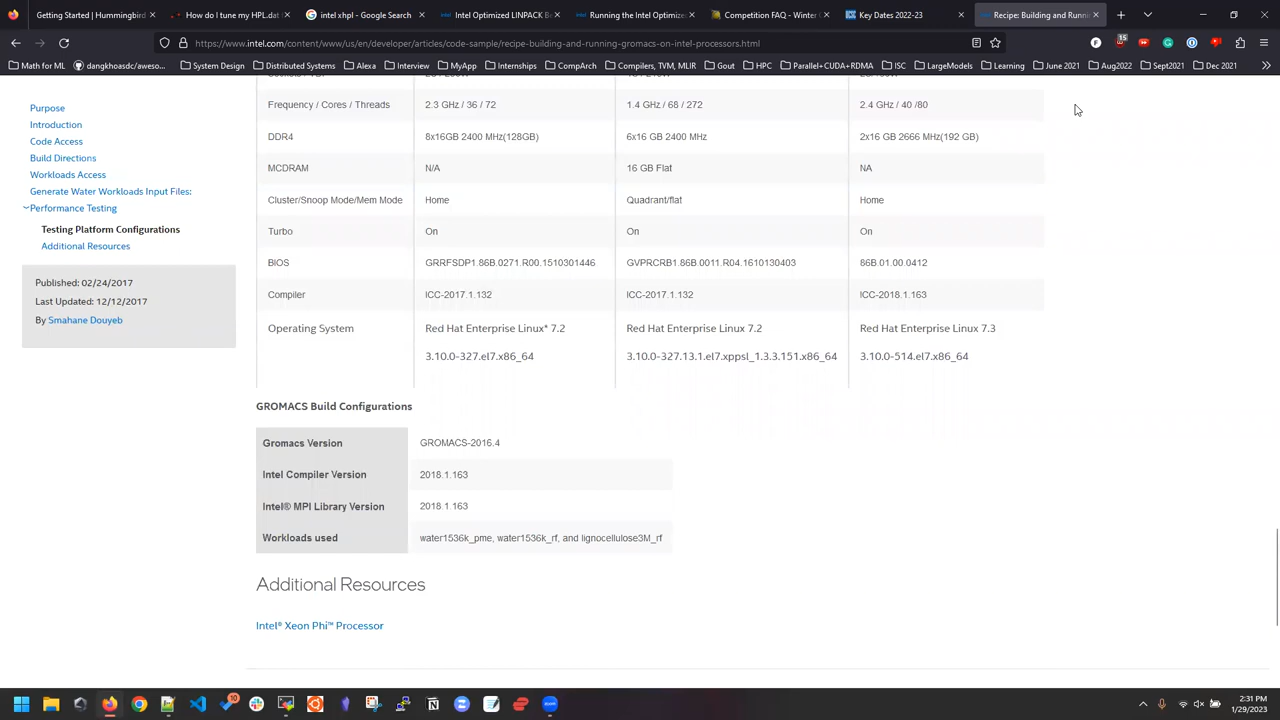 Getting Started | Hummingbird
How do I tune my HPL.dat
intel xhpl - Google Search
Intel Optimized LINPACK B
Running the Intel Optimize
Competition FAQ - Winter C
Key Dates 2022-23
Recipe: Building and Runnin
https://www.intel.com/content/www/us/en/developer/articles/code-sample/recipe-building-and-running-gromacs-on-intel-processors.html
15
Math for ML
dangkhoasdc/aweso...
System Design
Distributed Systems
Alexa
Interview
MyApp
Internships
CompArch
Compilers, TVM, MLIR
Gout
HPC
Parallel+CUDA+RDMA
ISC
LargeModels
Learning
June 2021
Aug2022
Sept2021
Dec 2021
Purpose
Introduction
Code Access
Build Directions
Workloads Access
Generate Water Workloads Input Files:
Performance Testing
Testing Platform Configurations
Additional Resources
Published: 02/24/2017
Last Updated: 12/12/2017
By Smahane Douyeb
Frequency / Cores / Threads 2.3 GHz / 36 / 72 1.4 GHz / 68 / 272 2.4 GHz / 40 /80
DDR4 8x16GB 2400 MHz(128GB) 6x16 GB 2400 MHz 2x16 GB 2666 MHz(192 GB)
MCDRAM N/A 16 GB Flat NA
Cluster/Snoop Mode/Mem Mode Home Quadrant/flat Home
Turbo On On On
BIOS GRRFSDP1.86B.0271.R00.1510301446 GVPRCRB1.86B.0011.R04.1610130403 86B.01.00.0412
Compiler ICC-2017.1.132 ICC-2017.1.132 ICC-2018.1.163
Operating System Red Hat Enterprise Linux* 7.2 Red Hat Enterprise Linux 7.2 Red Hat Enterprise Linux 7.3
3.10.0-327.el7.x86_64 3.10.0-327.13.1.el7.xppsl_1.3.3.151.x86_64 3.10.0-514.el7.x86_64
GROMACS Build Configurations
Gromacs Version GROMACS-2016.4
Intel Compiler Version 2018.1.163
Intel® MPI Library Version 2018.1.163
Workloads used water1536k_pme, water1536k_rf, and lignocellulose3M_rf
Additional Resources
Intel® Xeon Phi™ Processor
10
2:31 PM
1/29/2023